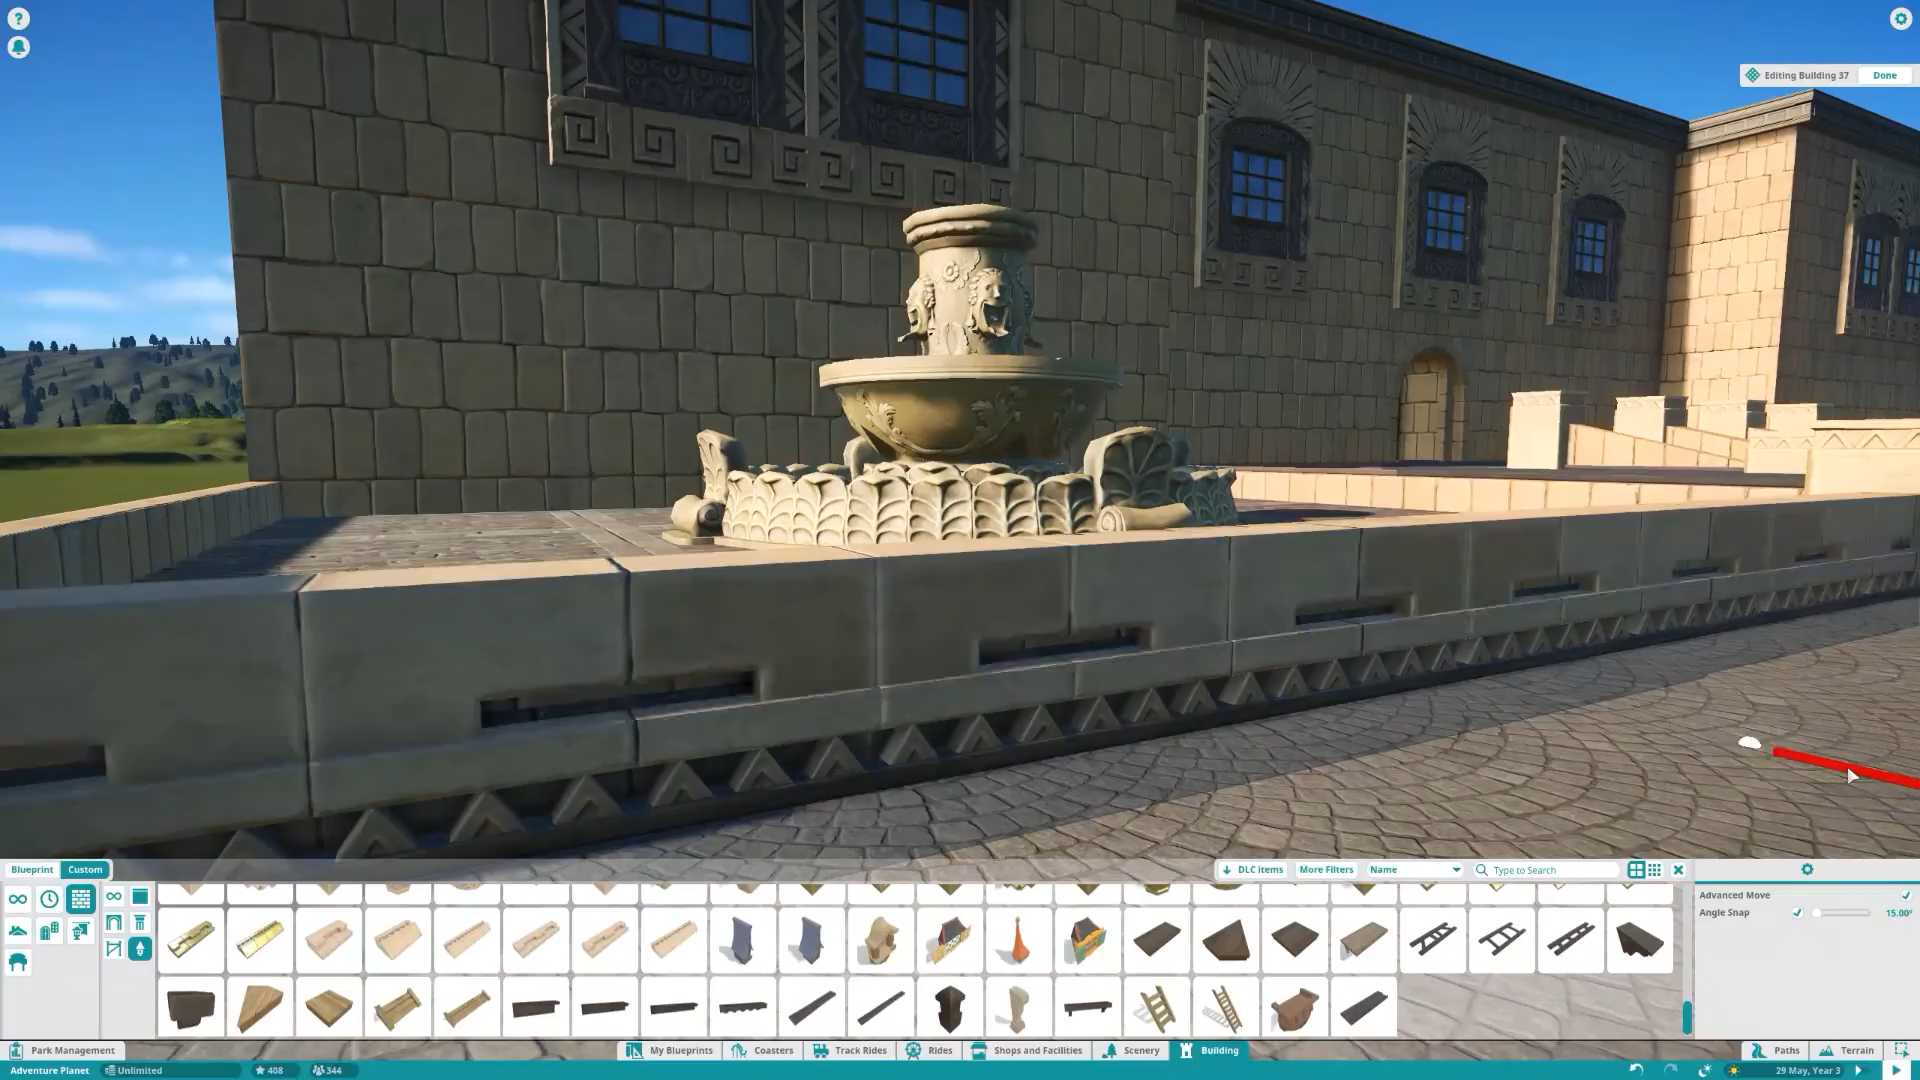 ?
Editing Building 37 Done
Blueprint Custom
DLC items More Filters Name Type to Search
Advanced Move
Angle Snap 15.00°
Park Management My Blueprints Coasters Track Rides Rides Shops and Facilities Scenery Building Paths Terrain
Adventure Planet Unlimited 408 344 29 May, Year 3